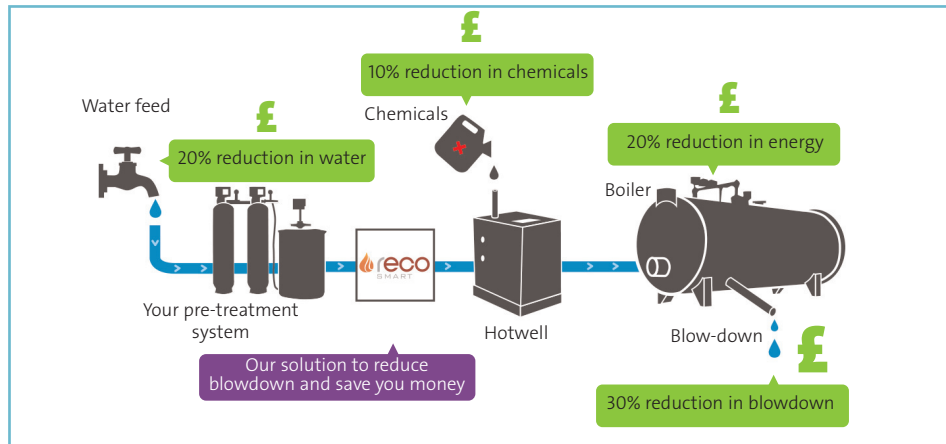 £
10% reduction in chemicals
Water feed
Chemicals
£
20% reduction in water
£
20% reduction in energy
Boiler
reco
SMART
Your pre-treatment
system
Hotwell
Blow-down
Our solution to reduce
blowdown and save you money
£
30% reduction in blowdown